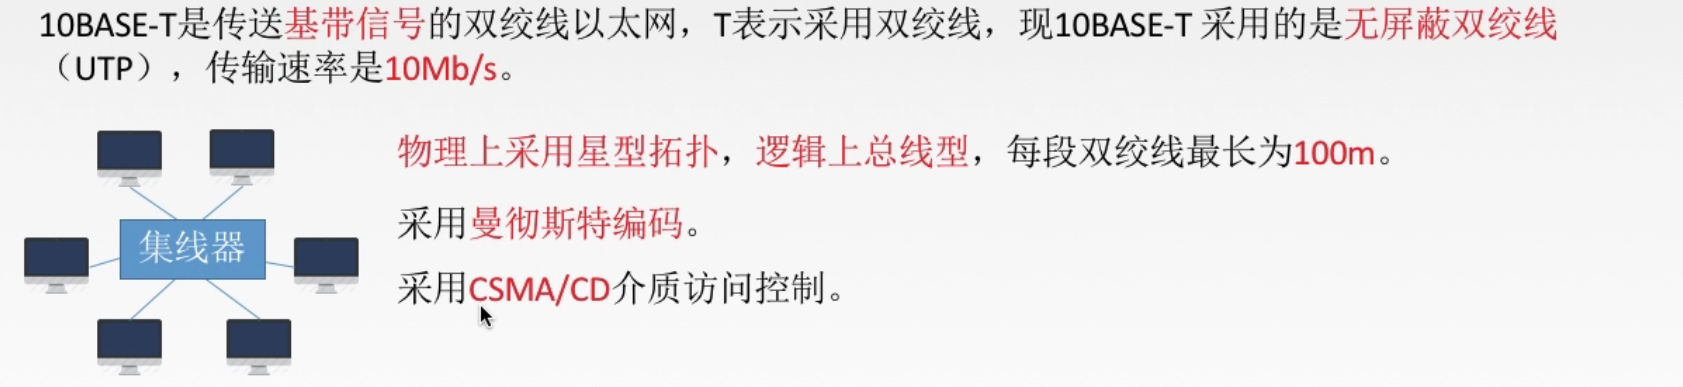 10BASE-T是传送基带信号的双绞线以太网，T表示采用双绞线，现10BASE-T 采用的是无屏蔽双绞线
（UTP），传输速率是10Mb/s。
物理上采用星型拓扑，逻辑上总线型，每段双绞线最长为100m。
采用曼彻斯特编码。
集线器
采用CSMA/CD介质访问控制。